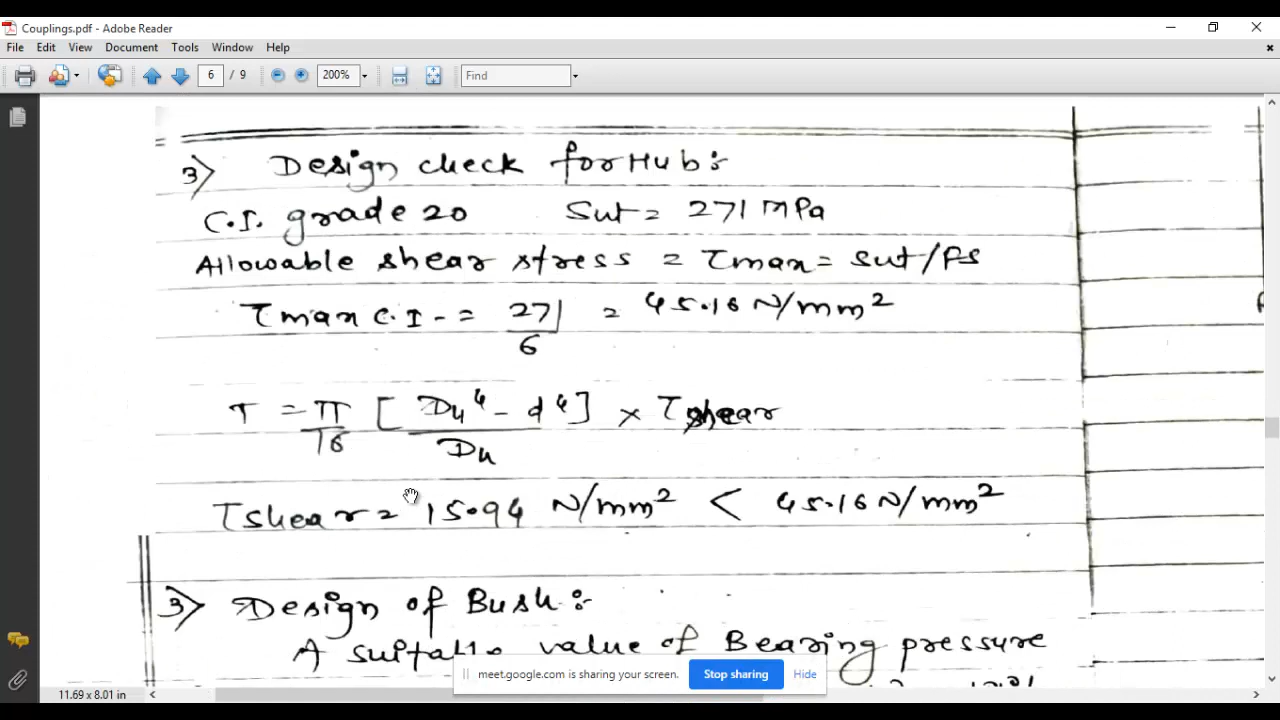 Couplings.pdf - Adobe Reader
File Edit View Document Tools Window Help
6 / 9 200% Find
3) Design check for Hub:-
C.I. grade 20 Sut = 271 MPa
Allowable shear stress = τmax = Sut/FS
τmax C.I. = 271/6 = 45.16 N/mm²
T = π/16 [DH⁴ - d⁴]/DH × τshear
τshear = 15.94 N/mm² < 45.16 N/mm²
3) Design of Bush:-
A suitable value of Bearing pressure
meet.google.com is sharing your screen. Stop sharing Hide
11.69 x 8.01 in